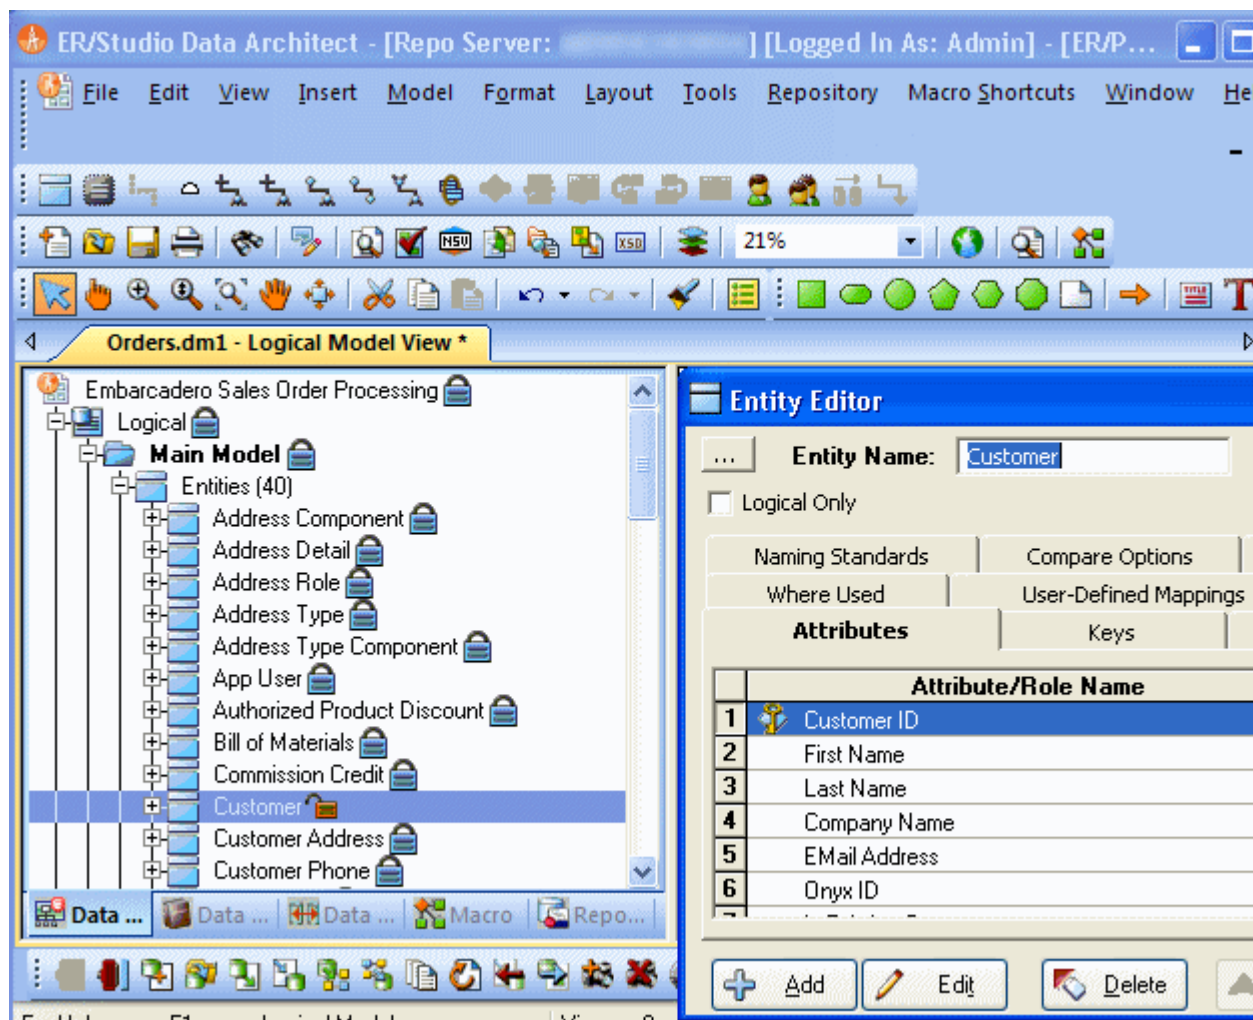 ER/Studio Data Architect - [Repo Server: ] [Logged In As: Admin] - [ER/P...
File Edit View Insert Model Format Layout Tools Repository Macro Shortcuts Window He
NSU XSD 21%
TITLE T
Orders.dm1 - Logical Model View *
Embarcadero Sales Order Processing
Logical
Main Model
Entities (40)
Address Component
Address Detail
Address Role
Address Type
Address Type Component
App User
Authorized Product Discount
Bill of Materials
Commission Credit
Customer
Customer Address
Customer Phone
Data ... Data ... Data ... Macro Repo...
Entity Editor
... Entity Name: Customer
Logical Only
Naming Standards Compare Options
Where Used User-Defined Mappings
Attributes Keys
Attribute/Role Name
1 Customer ID
2 First Name
3 Last Name
4 Company Name
5 EMail Address
6 Onyx ID
Add Edit Delete